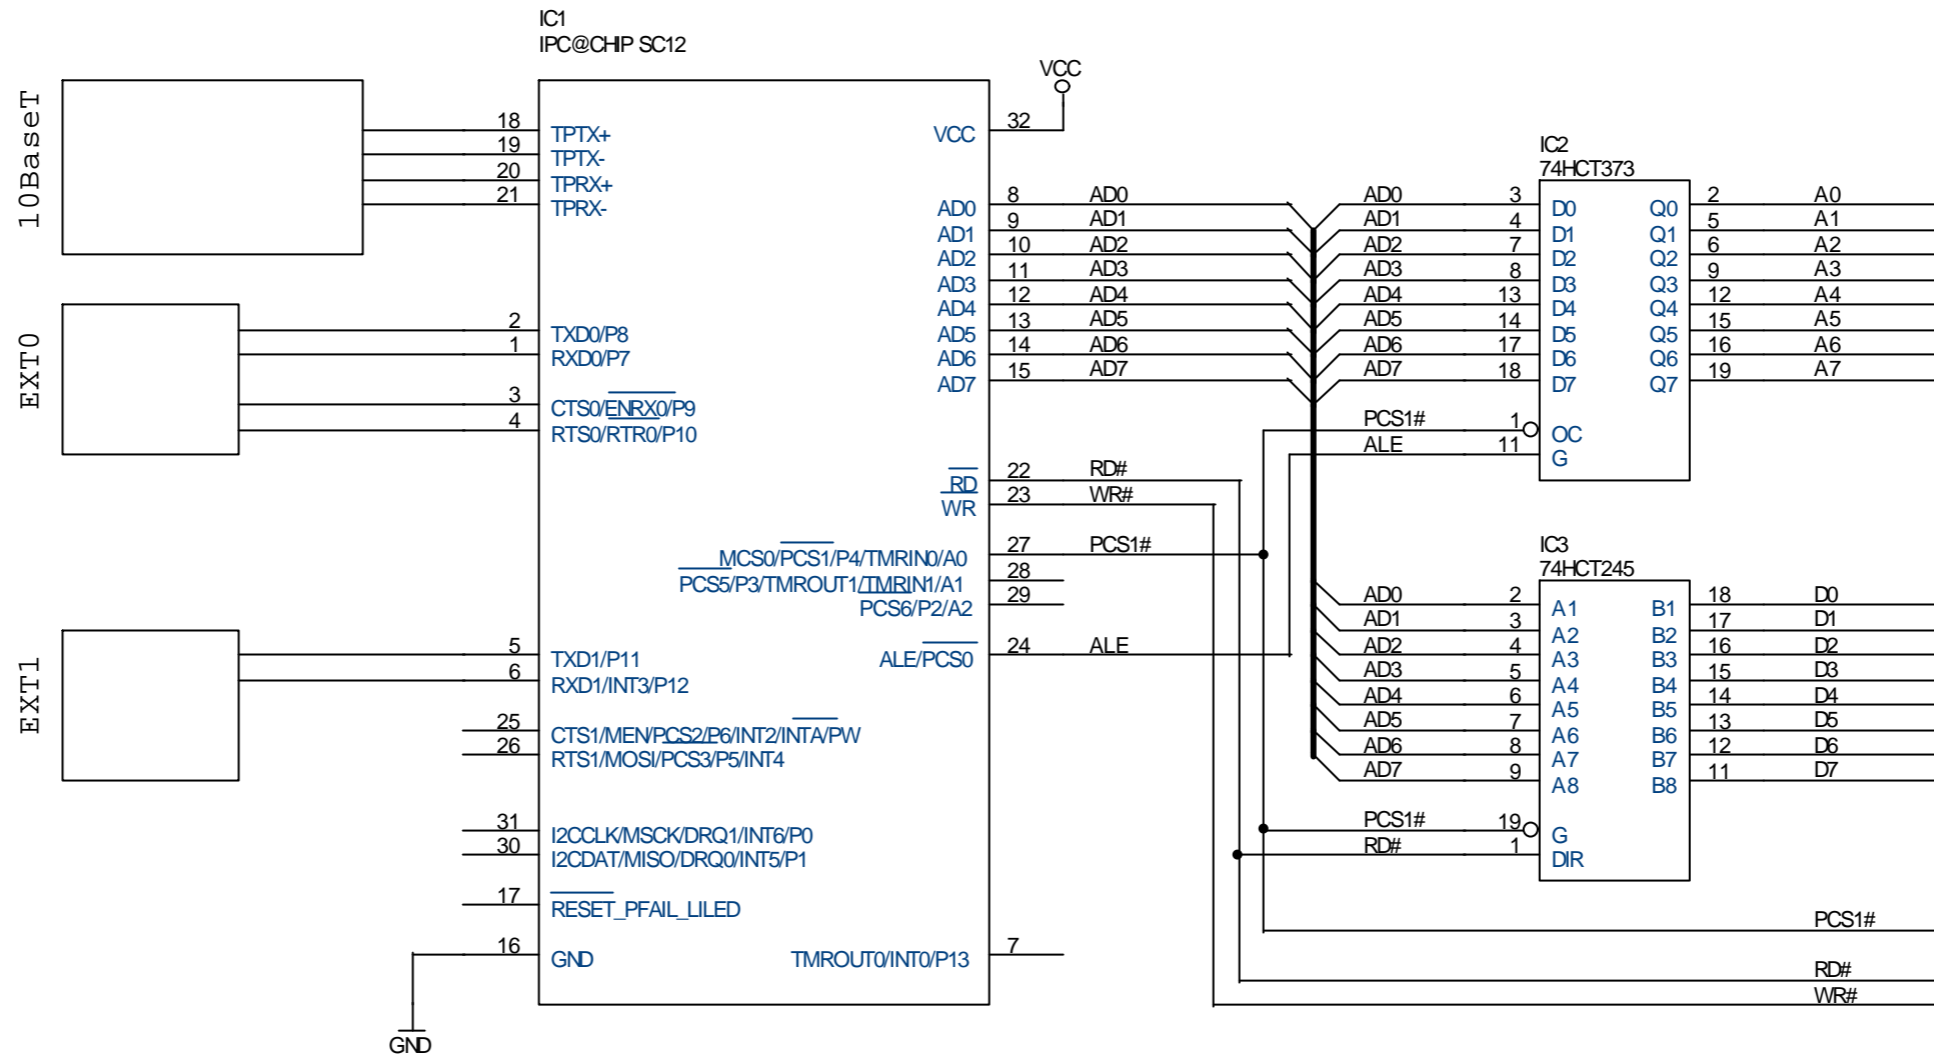 IC1
IPC@CHIP SC12
VCC
10BaseT
18 TPTX+
19 TPTX-
20 TPRX+
21 TPRX-
VCC 32
EXT0
2 TXD0/P8
1 RXD0/P7
3 CTS0/ENRX0/P9
4 RTS0/RTR0/P10
AD0 8 AD0
AD1 9 AD1
AD2 10 AD2
AD3 11 AD3
AD4 12 AD4
AD5 13 AD5
AD6 14 AD6
AD7 15 AD7
RD 22 RD#
WR 23 WR#
MCS0/PCS1/P4/TMRIN0/A0 27 PCS1#
PCS5/P3/TMROUT1/TMRIN1/A1 28
PCS6/P2/A2 29
ALE/PCS0 24 ALE
EXT1
5 TXD1/P11
6 RXD1/INT3/P12
25 CTS1/MEN/PCS2/P6/INT2/INTA/PW
26 RTS1/MOSI/PCS3/P5/INT4
31 I2CCLK/MSCK/DRQ1/INT6/P0
30 I2CDAT/MISO/DRQ0/INT5/P1
17 RESET_PFAIL_LILED
16 GND
TMROUT0/INT0/P13 7
GND
IC2
74HCT373
AD0 3 D0 Q0 2 A0
AD1 4 D1 Q1 5 A1
AD2 7 D2 Q2 6 A2
AD3 8 D3 Q3 9 A3
AD4 13 D4 Q4 12 A4
AD5 14 D5 Q5 15 A5
AD6 17 D6 Q6 16 A6
AD7 18 D7 Q7 19 A7
PCS1# 1 OC
ALE 11 G
IC3
74HCT245
AD0 2 A1 B1 18 D0
AD1 3 A2 B2 17 D1
AD2 4 A3 B3 16 D2
AD3 5 A4 B4 15 D3
AD4 6 A5 B5 14 D4
AD5 7 A6 B6 13 D5
AD6 8 A7 B7 12 D6
AD7 9 A8 B8 11 D7
PCS1# 19 G
RD# 1 DIR
PCS1#
RD#
WR#